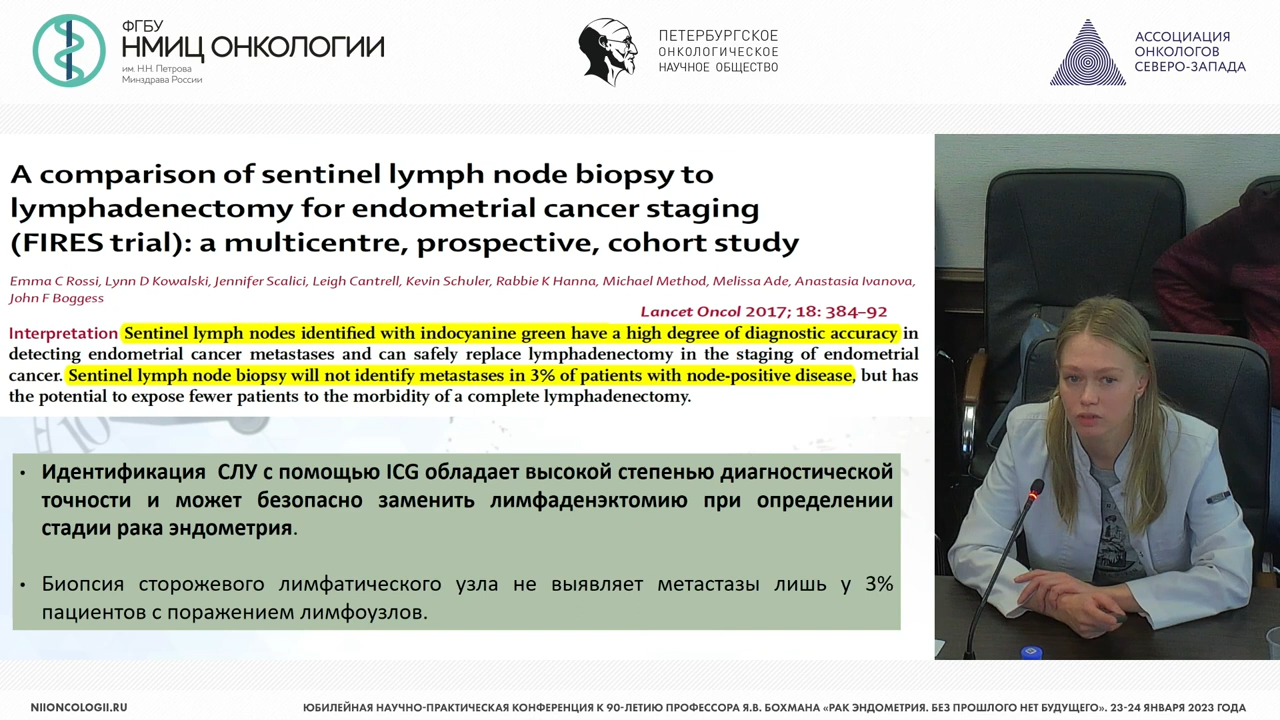 ФГБУ
НМИЦ ОНКОЛОГИИ
им. Н.Н. Петрова
Минздрава России
ПЕТЕРБУРГСКОЕ
ОНКОЛОГИЧЕСКОЕ
НАУЧНОЕ ОБЩЕСТВО
АССОЦИАЦИЯ
ОНКОЛОГОВ
СЕВЕРО-ЗАПАДА
A comparison of sentinel lymph node biopsy to
lymphadenectomy for endometrial cancer staging
(FIRES trial): a multicentre, prospective, cohort study
Emma C Rossi, Lynn D Kowalski, Jennifer Scalici, Leigh Cantrell, Kevin Schuler, Rabbie K Hanna, Michael Method, Melissa Ade, Anastasia Ivanova,
John F Boggess
Lancet Oncol 2017; 18: 384–92
Interpretation Sentinel lymph nodes identified with indocyanine green have a high degree of diagnostic accuracy in
detecting endometrial cancer metastases and can safely replace lymphadenectomy in the staging of endometrial
cancer. Sentinel lymph node biopsy will not identify metastases in 3% of patients with node-positive disease, but has
the potential to expose fewer patients to the morbidity of a complete lymphadenectomy.
10
• Идентификация СЛУ с помощью ICG обладает высокой степенью диагностической
точности и может безопасно заменить лимфаденэктомию при определении
стадии рака эндометрия.
• Биопсия сторожевого лимфатического узла не выявляет метастазы лишь у 3%
пациентов с поражением лимфоузлов.
NIIONCOLOGII.RU
ЮБИЛЕЙНАЯ НАУЧНО-ПРАКТИЧЕСКАЯ КОНФЕРЕНЦИЯ К 90-ЛЕТИЮ ПРОФЕССОРА Я.В. БОХМАНА «РАК ЭНДОМЕТРИЯ. БЕЗ ПРОШЛОГО НЕТ БУДУЩЕГО». 23-24 ЯНВАРЯ 2023 ГОДА